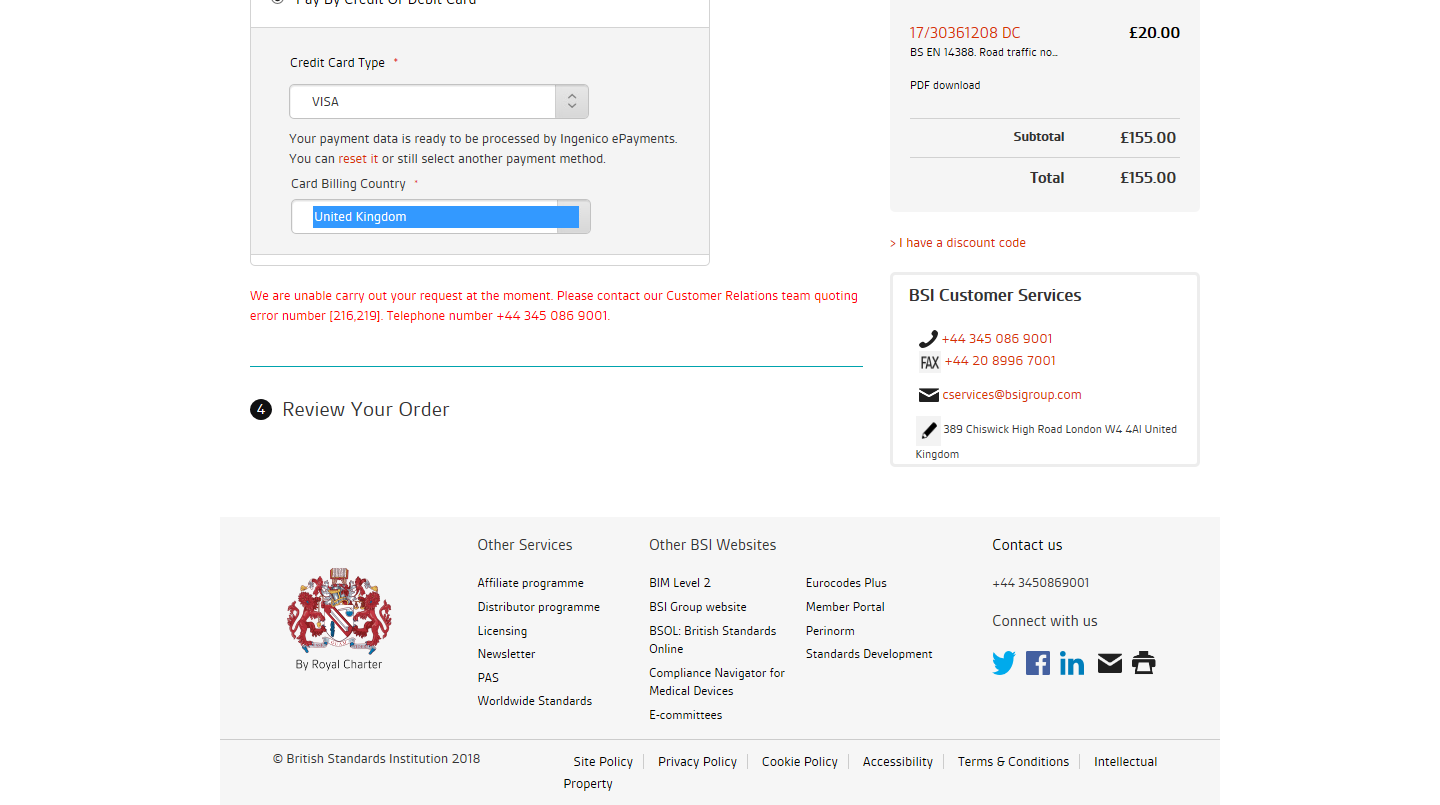 Pay By Credit Or Debit Card
Credit Card Type *
VISA
Your payment data is ready to be processed by Ingenico ePayments.
You can reset it or still select another payment method.
Card Billing Country *
United Kingdom
We are unable carry out your request at the moment. Please contact our Customer Relations team quoting
error number [216,219]. Telephone number +44 345 086 9001.
4 Review Your Order
17/30361208 DC £20.00
BS EN 14388. Road traffic no...
PDF download
Subtotal £155.00
Total £155.00
> I have a discount code
BSI Customer Services
+44 345 086 9001
FAX +44 20 8996 7001
cservices@bsigroup.com
389 Chiswick High Road London W4 4Al United
Kingdom
By Royal Charter
Other Services
Affiliate programme
Distributor programme
Licensing
Newsletter
PAS
Worldwide Standards
Other BSI Websites
BIM Level 2
BSI Group website
BSOL: British Standards
Online
Compliance Navigator for
Medical Devices
E-committees
Eurocodes Plus
Member Portal
Perinorm
Standards Development
Contact us
+44 3450869001
Connect with us
© British Standards Institution 2018
Site Policy Privacy Policy Cookie Policy Accessibility Terms & Conditions Intellectual
Property